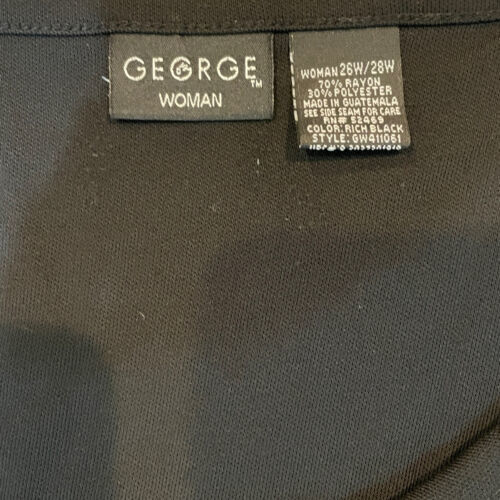 GEORGE™
WOMAN
WOMAN 26W/28W
70% RAYON
30% POLYESTER
MADE IN GUATEMALA
SEE SIDE SEAM FOR CARE
RN# 52469
COLOR: RICH BLACK
STYLE: GW411061